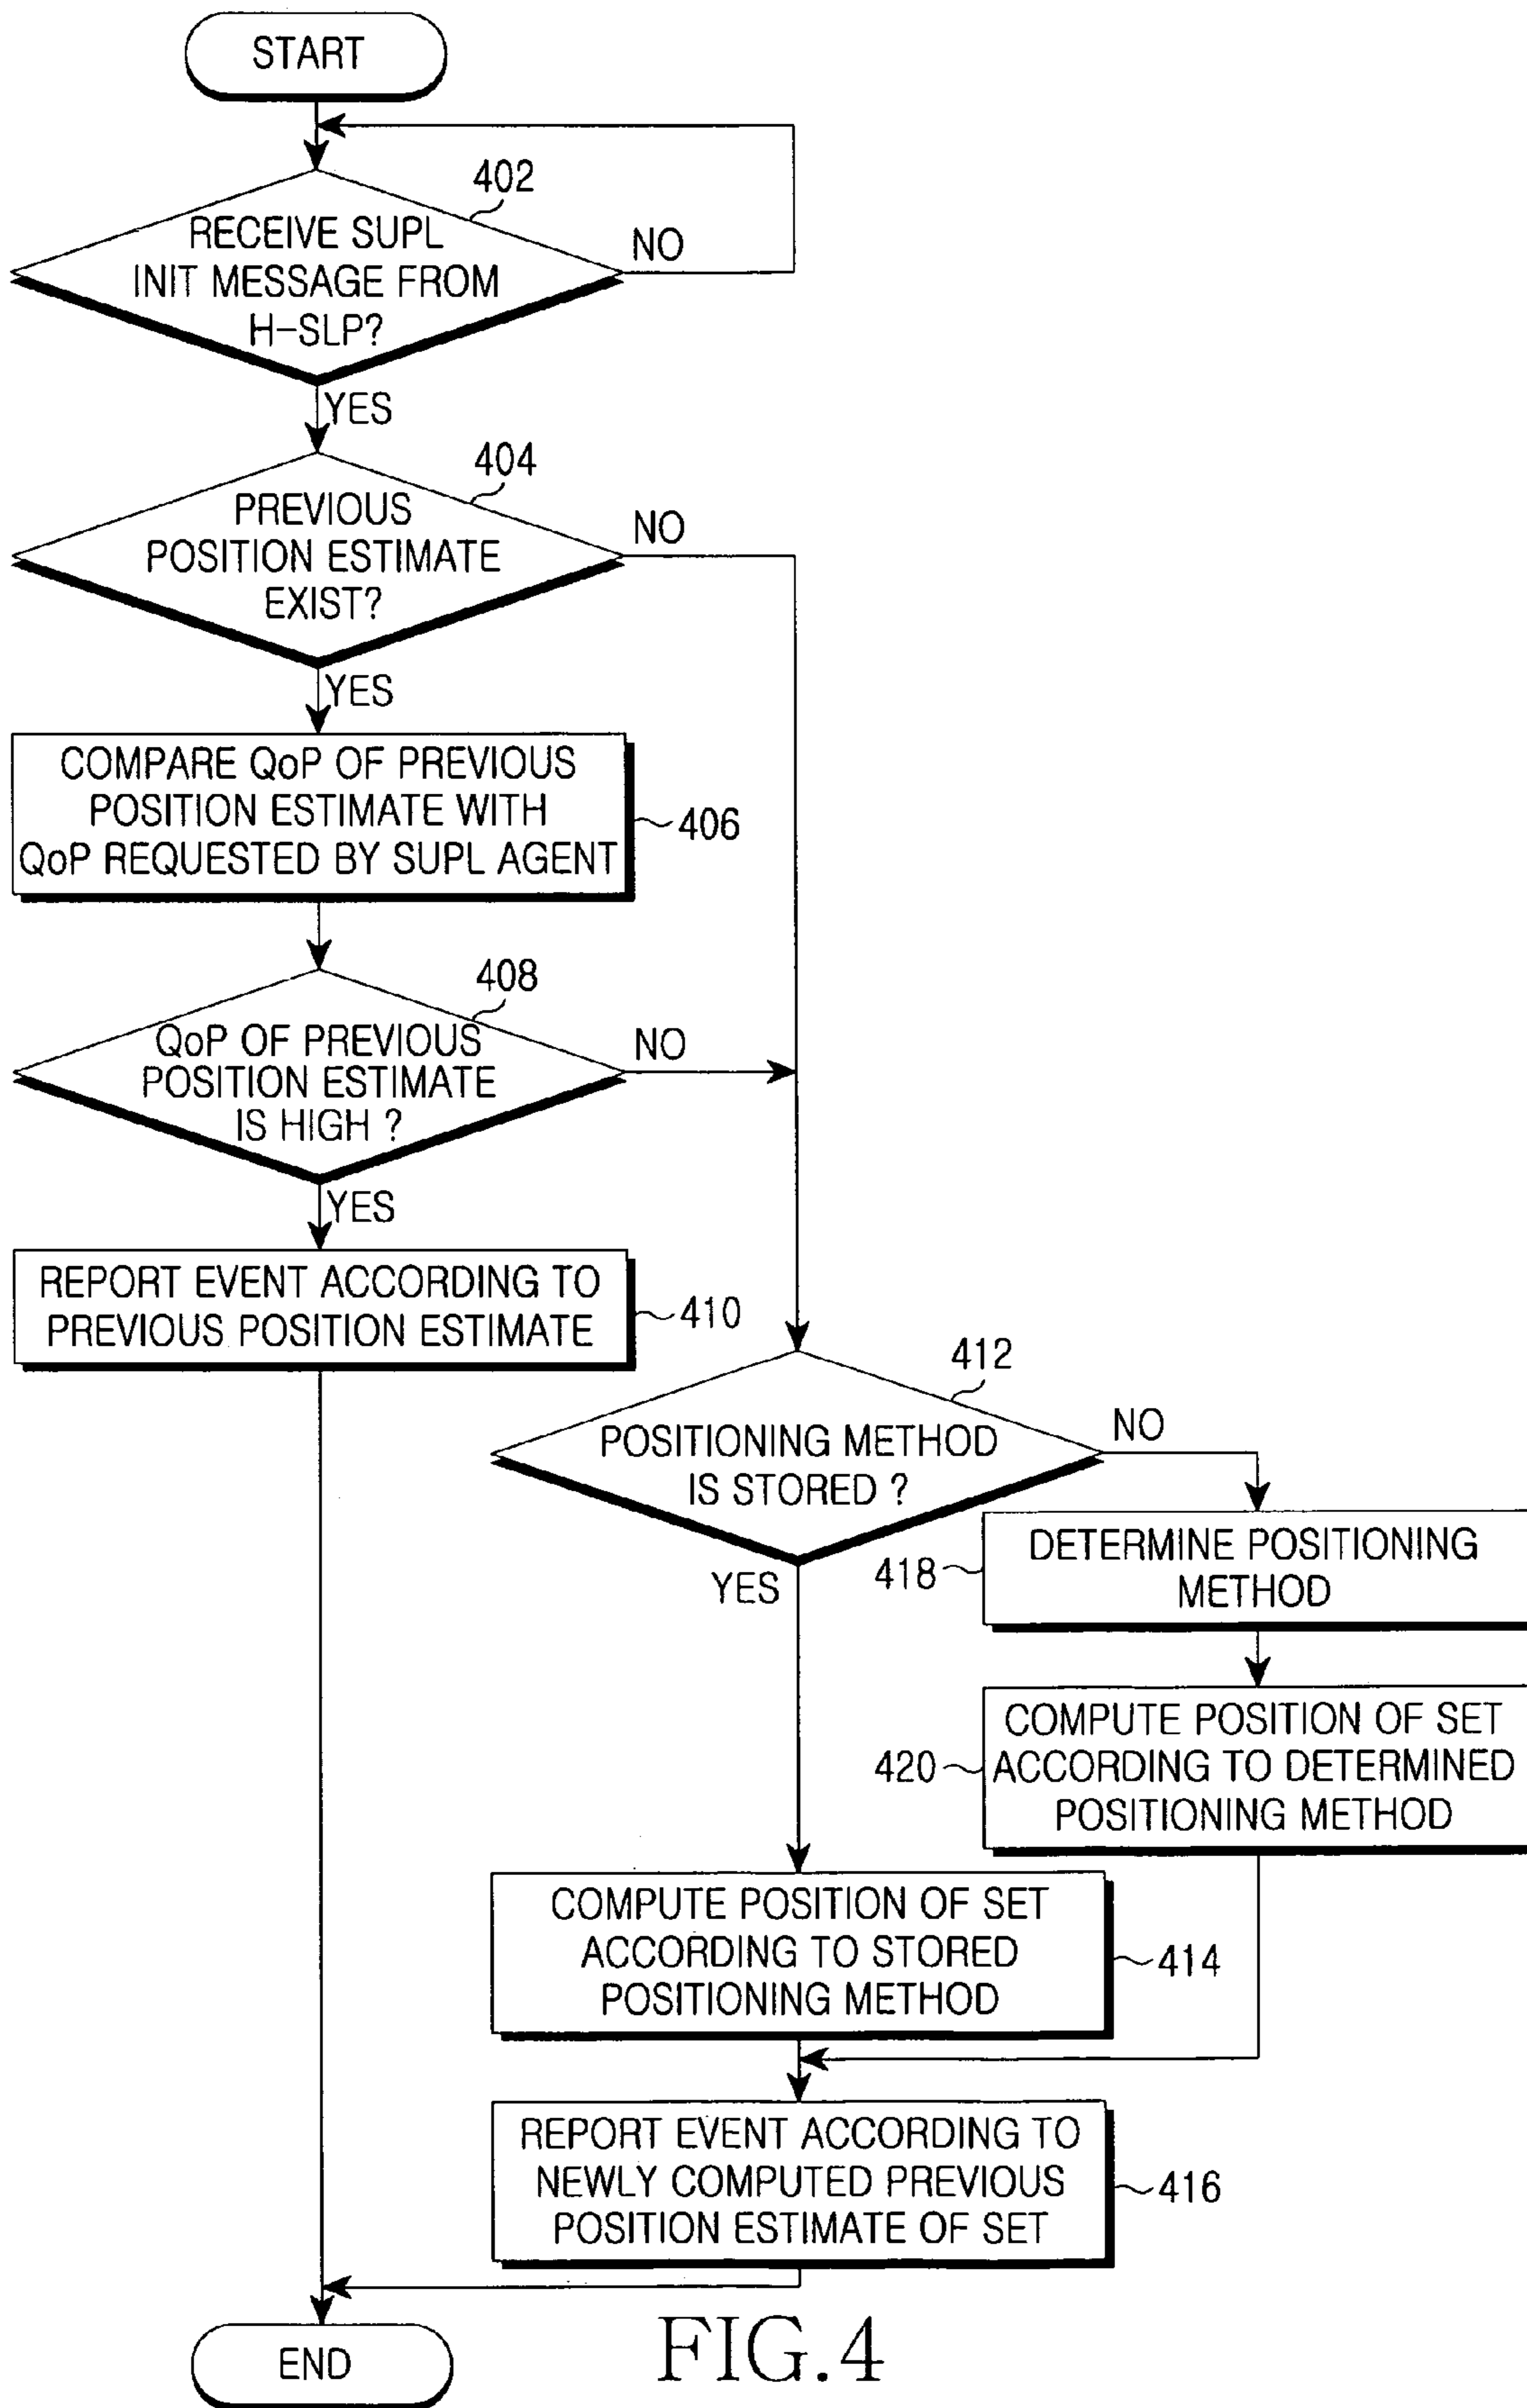 START
402
RECEIVE SUPL
INIT MESSAGE FROM
H-SLP?
NO
YES
404
PREVIOUS
POSITION ESTIMATE
EXIST?
NO
YES
COMPARE QoP OF PREVIOUS
POSITION ESTIMATE WITH
QoP REQUESTED BY SUPL AGENT
406
408
QoP OF PREVIOUS
POSITION ESTIMATE
IS HIGH ?
NO
YES
REPORT EVENT ACCORDING TO
PREVIOUS POSITION ESTIMATE
410
412
POSITIONING METHOD
IS STORED ?
NO
YES
DETERMINE POSITIONING
METHOD
418
COMPUTE POSITION OF SET
ACCORDING TO DETERMINED
POSITIONING METHOD
420
COMPUTE POSITION OF SET
ACCORDING TO STORED
POSITIONING METHOD
414
REPORT EVENT ACCORDING TO
NEWLY COMPUTED PREVIOUS
POSITION ESTIMATE OF SET
416
END
FIG.4